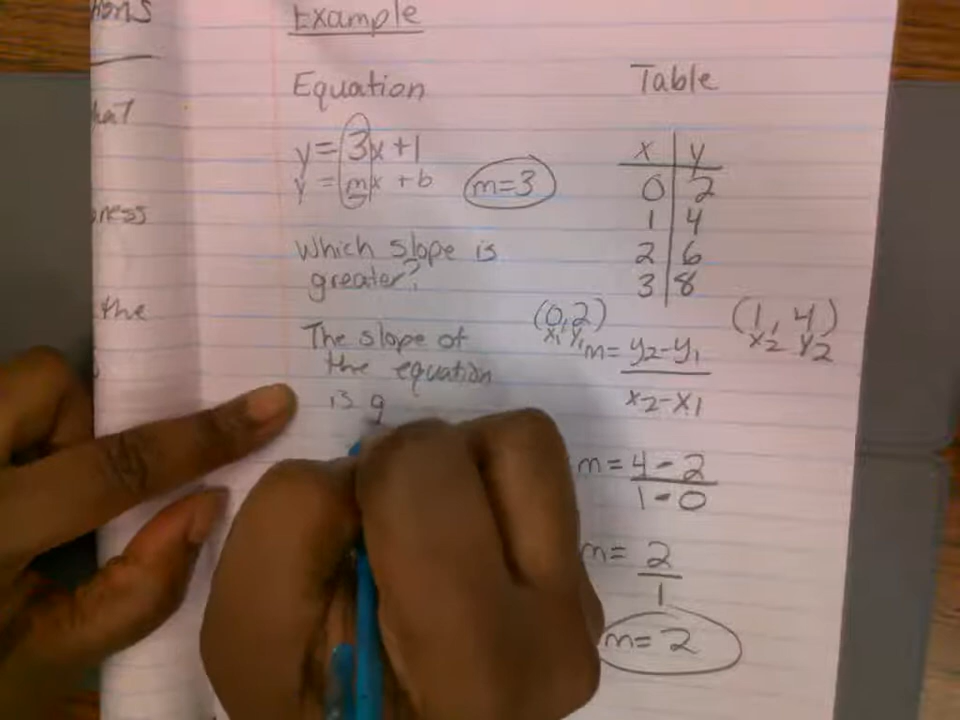 Example
Equation
y = 3x +1
y = mx + b
m=3
Which slope is
greater?
The slope of
the equation
is g
Table
x y
0 2
1 4
2 6
3 8
(0,2)
x1 y1
(1, 4)
x2 y2
m= y2-y1
x2-x1
m= 4-2
1-0
m= 2
1
m= 2
the